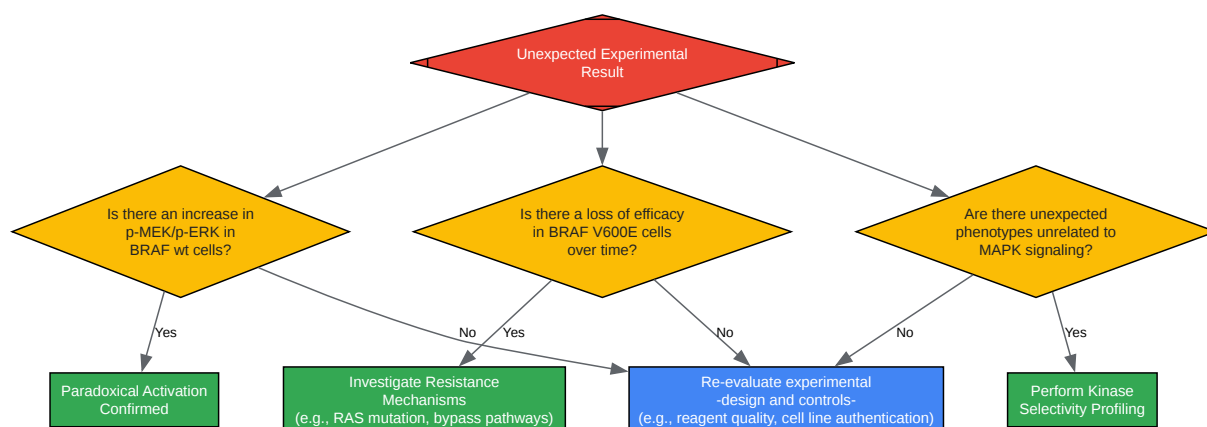 Unexpected Experimental
Result
Is there an increase in
p-MEK/p-ERK in
BRAF wt cells?
Is there a loss of efficacy
in BRAF V600E cells
over time?
Are there unexpected
phenotypes unrelated to
MAPK signaling?
Yes
No
Yes
No
No
Yes
Paradoxical Activation
Confirmed
Investigate Resistance
Mechanisms
(e.g., RAS mutation, bypass pathways)
Re-evaluate experimental
-design and controls-
(e.g., reagent quality, cell line authentication)
Perform Kinase
Selectivity Profiling